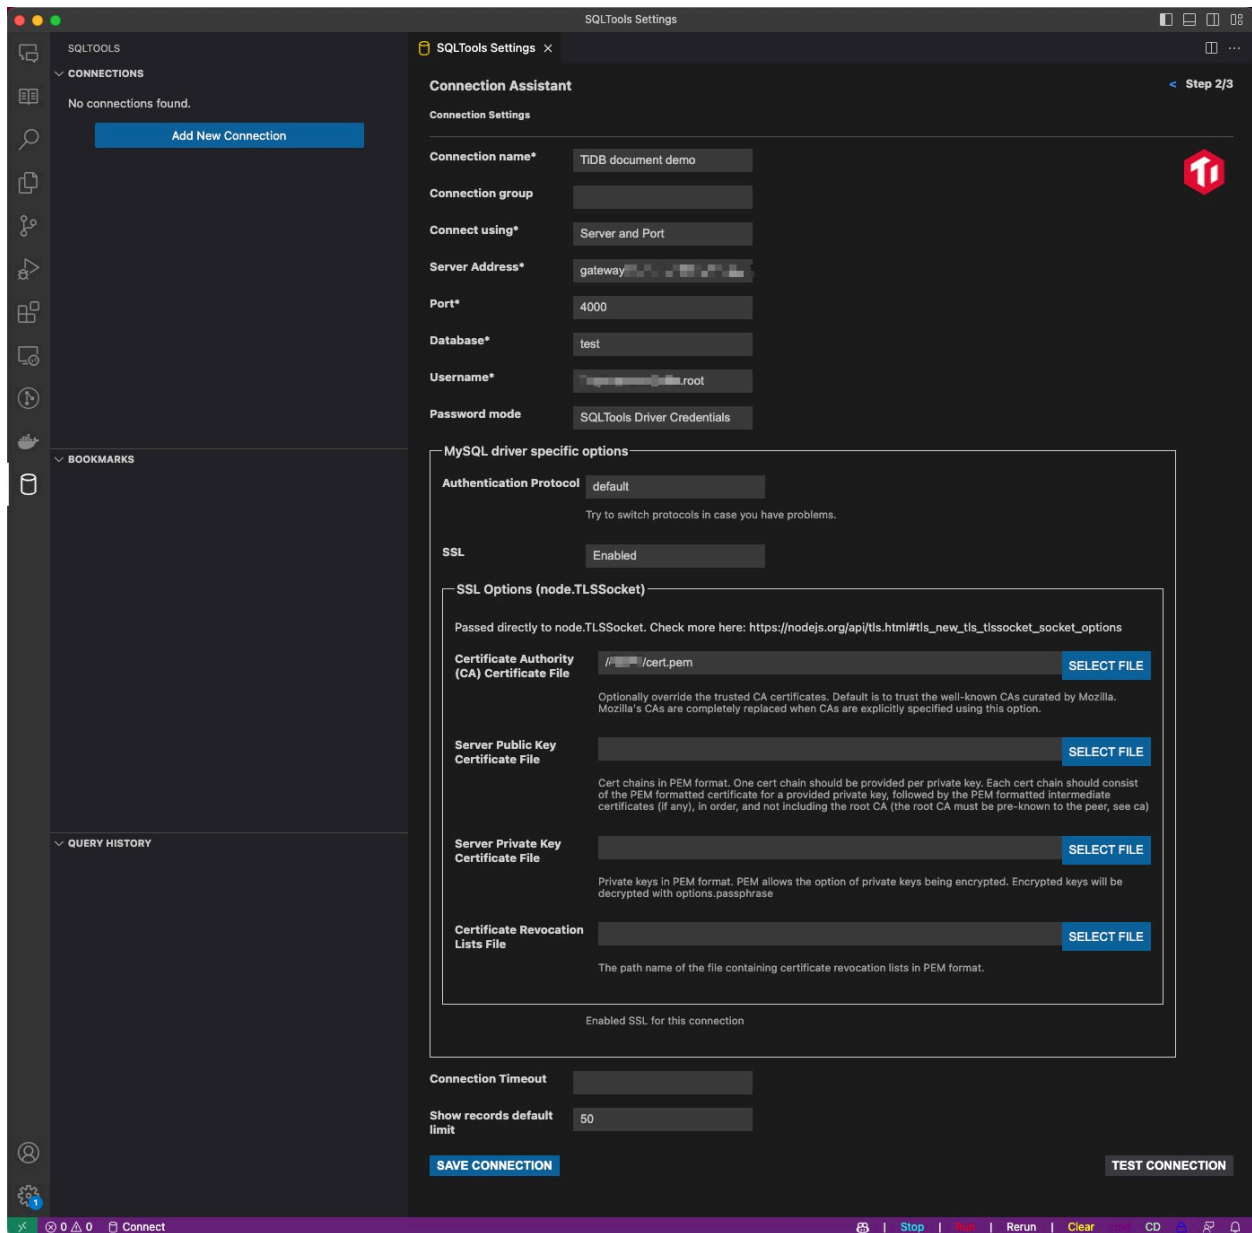 SQLTools Settings
SQLTOOLS
CONNECTIONS
No connections found.
Add New Connection
BOOKMARKS
QUERY HISTORY
SQLTools Settings
Connection Assistant
< Step 2/3
Connection Settings
Connection name*
TiDB document demo
Connection group
Connect using*
Server and Port
Server Address*
gateway
Port*
4000
Database*
test
Username*
.root
Password mode
SQLTools Driver Credentials
MySQL driver specific options
Authentication Protocol
default
Try to switch protocols in case you have problems.
SSL
Enabled
SSL Options (node.TLSSocket)
Passed directly to node.TLSSocket. Check more here: https://nodejs.org/api/tls.html#tls_new_tls_tlssocket_socket_options
Certificate Authority
(CA) Certificate File
/cert.pem
SELECT FILE
Optionally override the trusted CA certificates. Default is to trust the well-known CAs curated by Mozilla.
Mozilla's CAs are completely replaced when CAs are explicitly specified using this option.
Server Public Key
Certificate File
SELECT FILE
Cert chains in PEM format. One cert chain should be provided per private key. Each cert chain should consist
of the PEM formatted certificate for a provided private key, followed by the PEM formatted intermediate
certificates (if any), in order, and not including the root CA (the root CA must be pre-known to the peer, see ca)
Server Private Key
Certificate File
SELECT FILE
Private keys in PEM format. PEM allows the option of private keys being encrypted. Encrypted keys will be
decrypted with options.passphrase
Certificate Revocation
Lists File
SELECT FILE
The path name of the file containing certificate revocation lists in PEM format.
Enabled SSL for this connection
Connection Timeout
Show records default
limit
50
SAVE CONNECTION
TEST CONNECTION
1
0 0 Connect
| Stop | Run | Rerun | Clear cmd CD